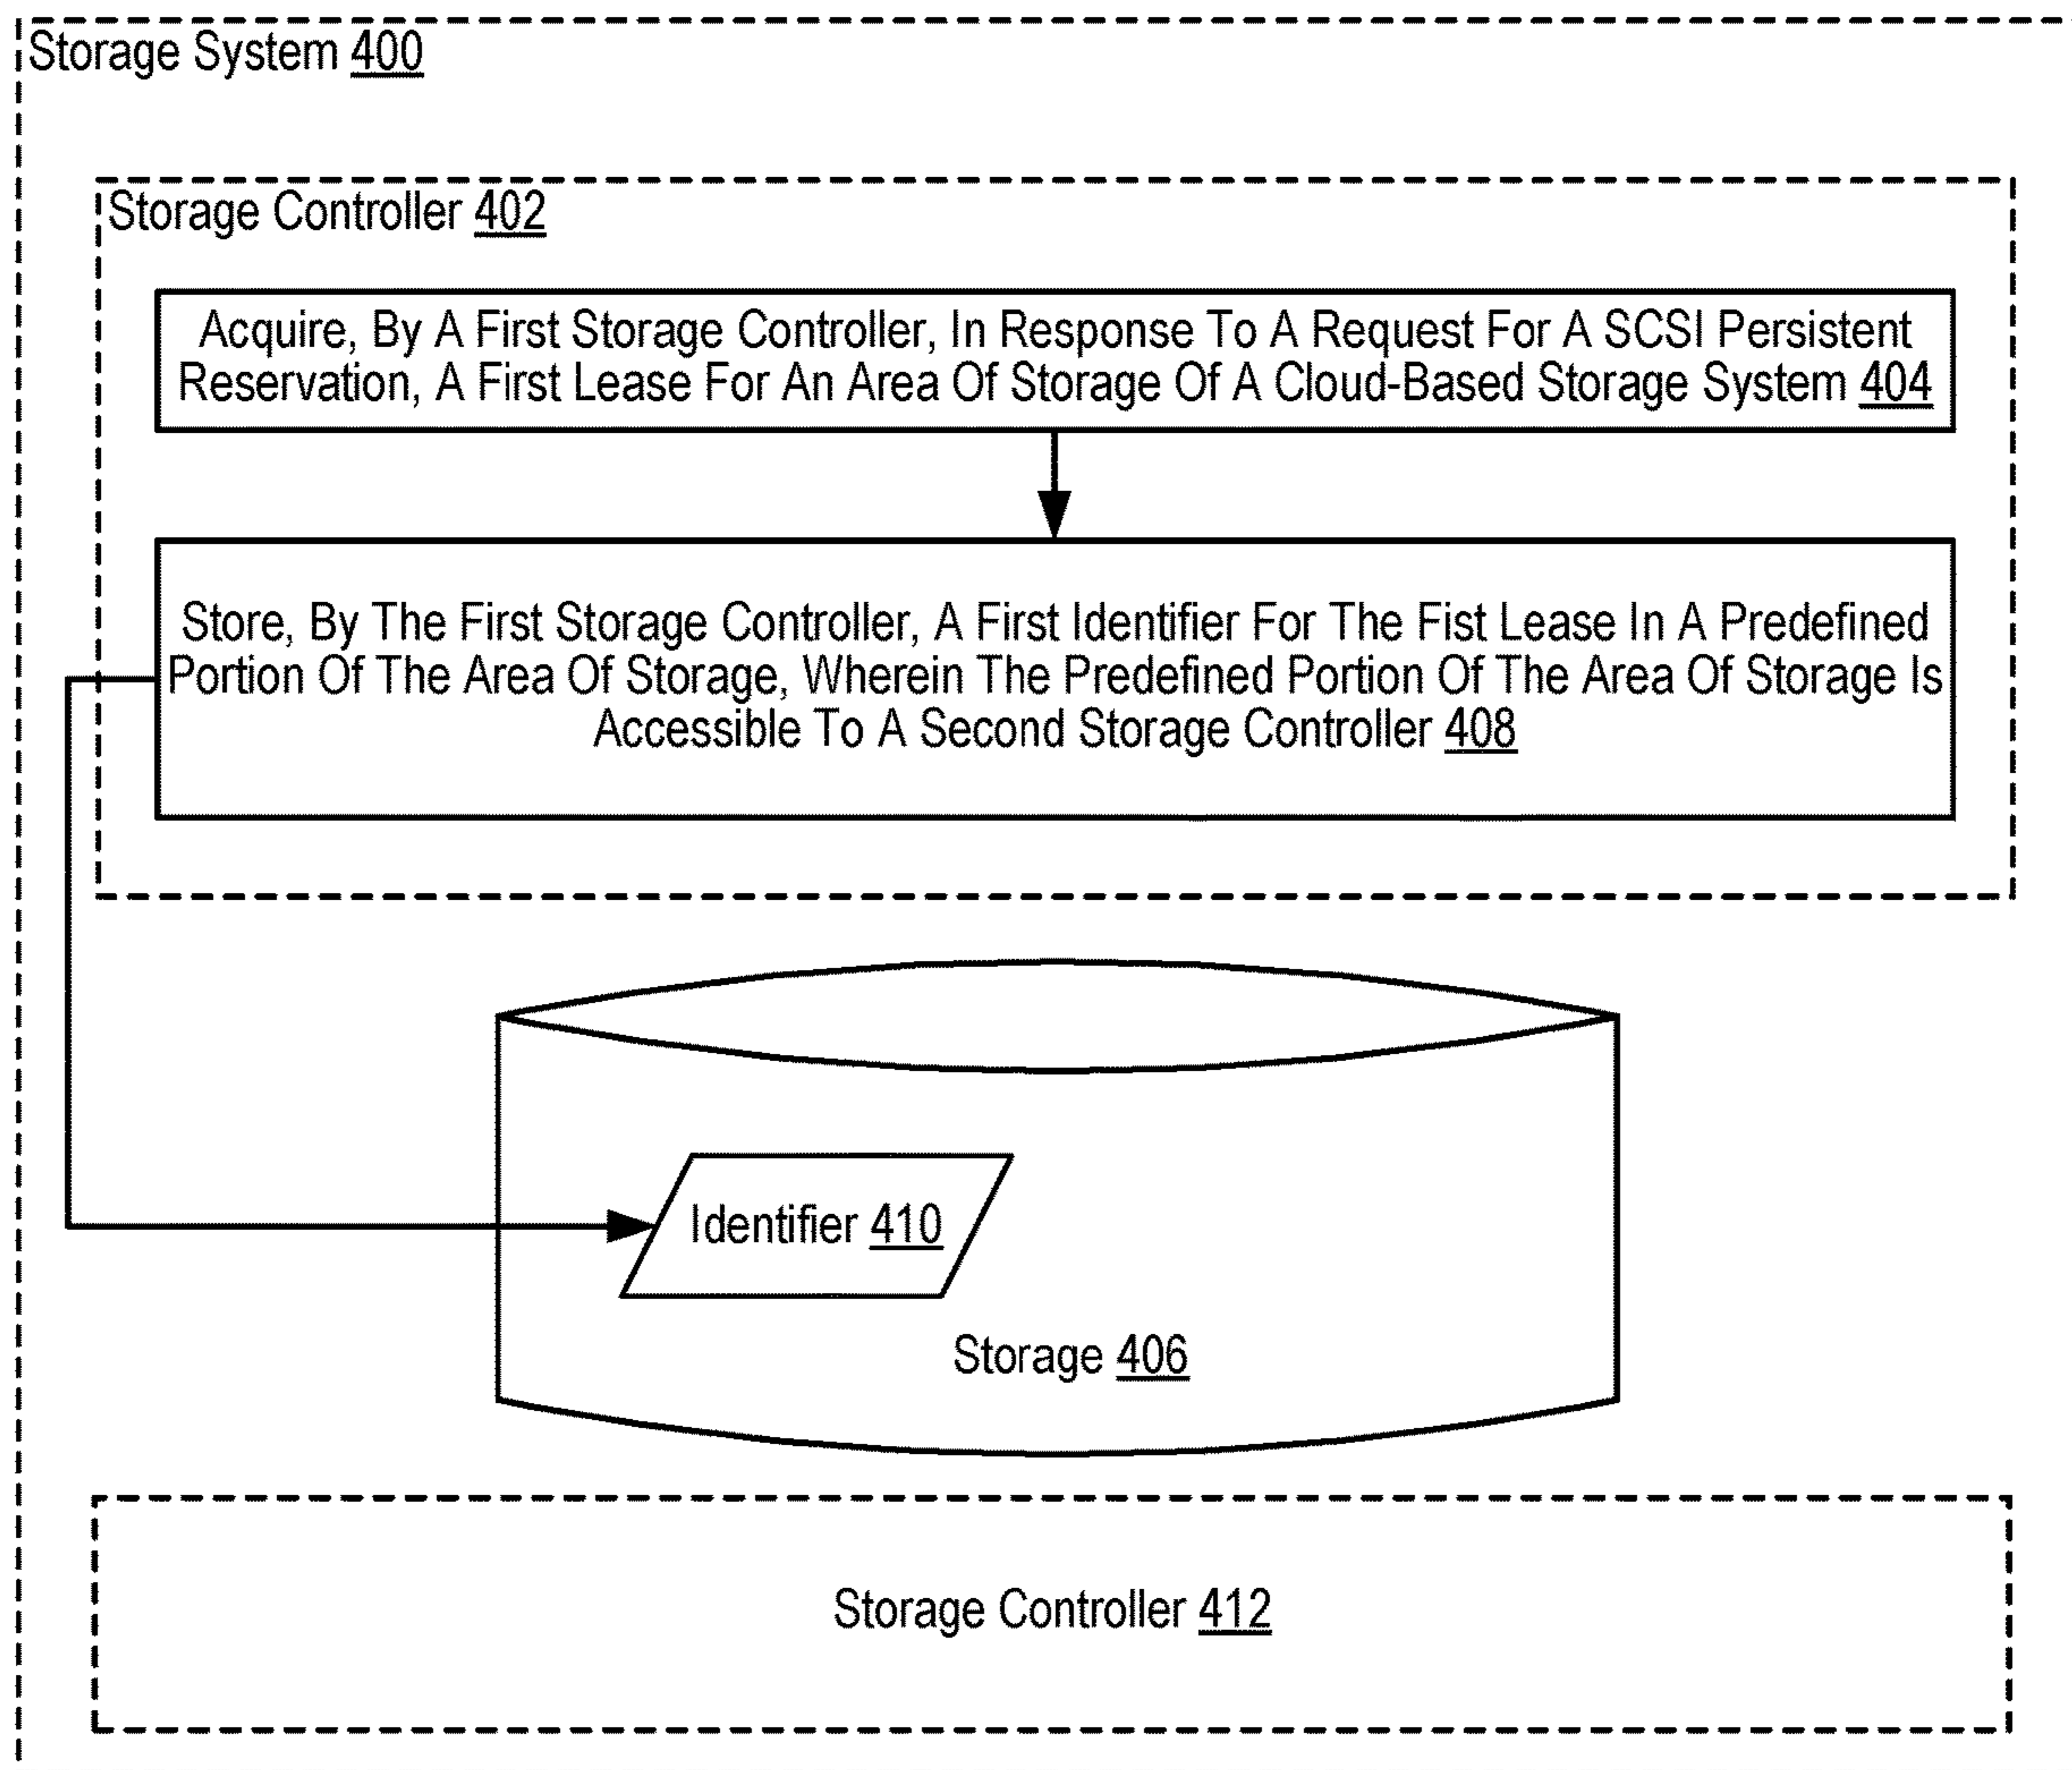 Storage System 400
Storage Controller 402
Acquire, By A First Storage Controller, In Response To A Request For A SCSI Persistent
Reservation, A First Lease For An Area Of Storage Of A Cloud-Based Storage System 404
Store, By The First Storage Controller, A First Identifier For The Fist Lease In A Predefined
Portion Of The Area Of Storage, Wherein The Predefined Portion Of The Area Of Storage Is
Accessible To A Second Storage Controller 408
Identifier 410
Storage 406
Storage Controller 412